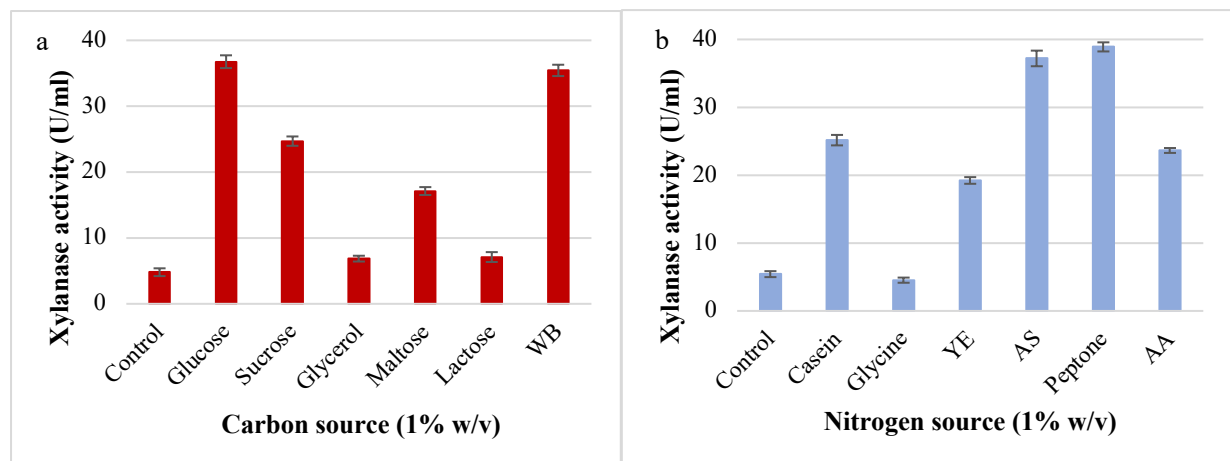 a
Xylanase activity (U/ml)
40
30
20
10
0
Control
Glucose
Sucrose
Glycerol
Maltose
Lactose
WB
Carbon source (1% w/v)
b
Xylanase activity (U/ml)
40
30
20
10
0
Control
Casein
Glycine
YE
AS
Peptone
AA
Nitrogen source (1% w/v)